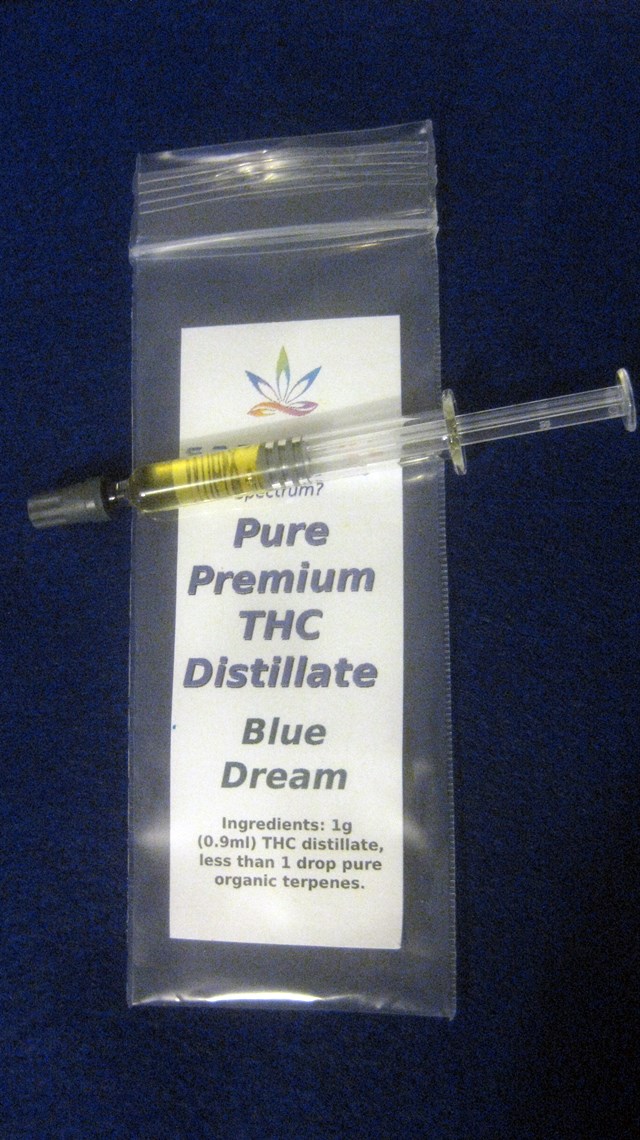 Spectrum?
Pure
Premium
THC
Distillate
Blue
Dream
Ingredients: 1g
(0.9ml) THC distillate,
less than 1 drop pure
organic terpenes.